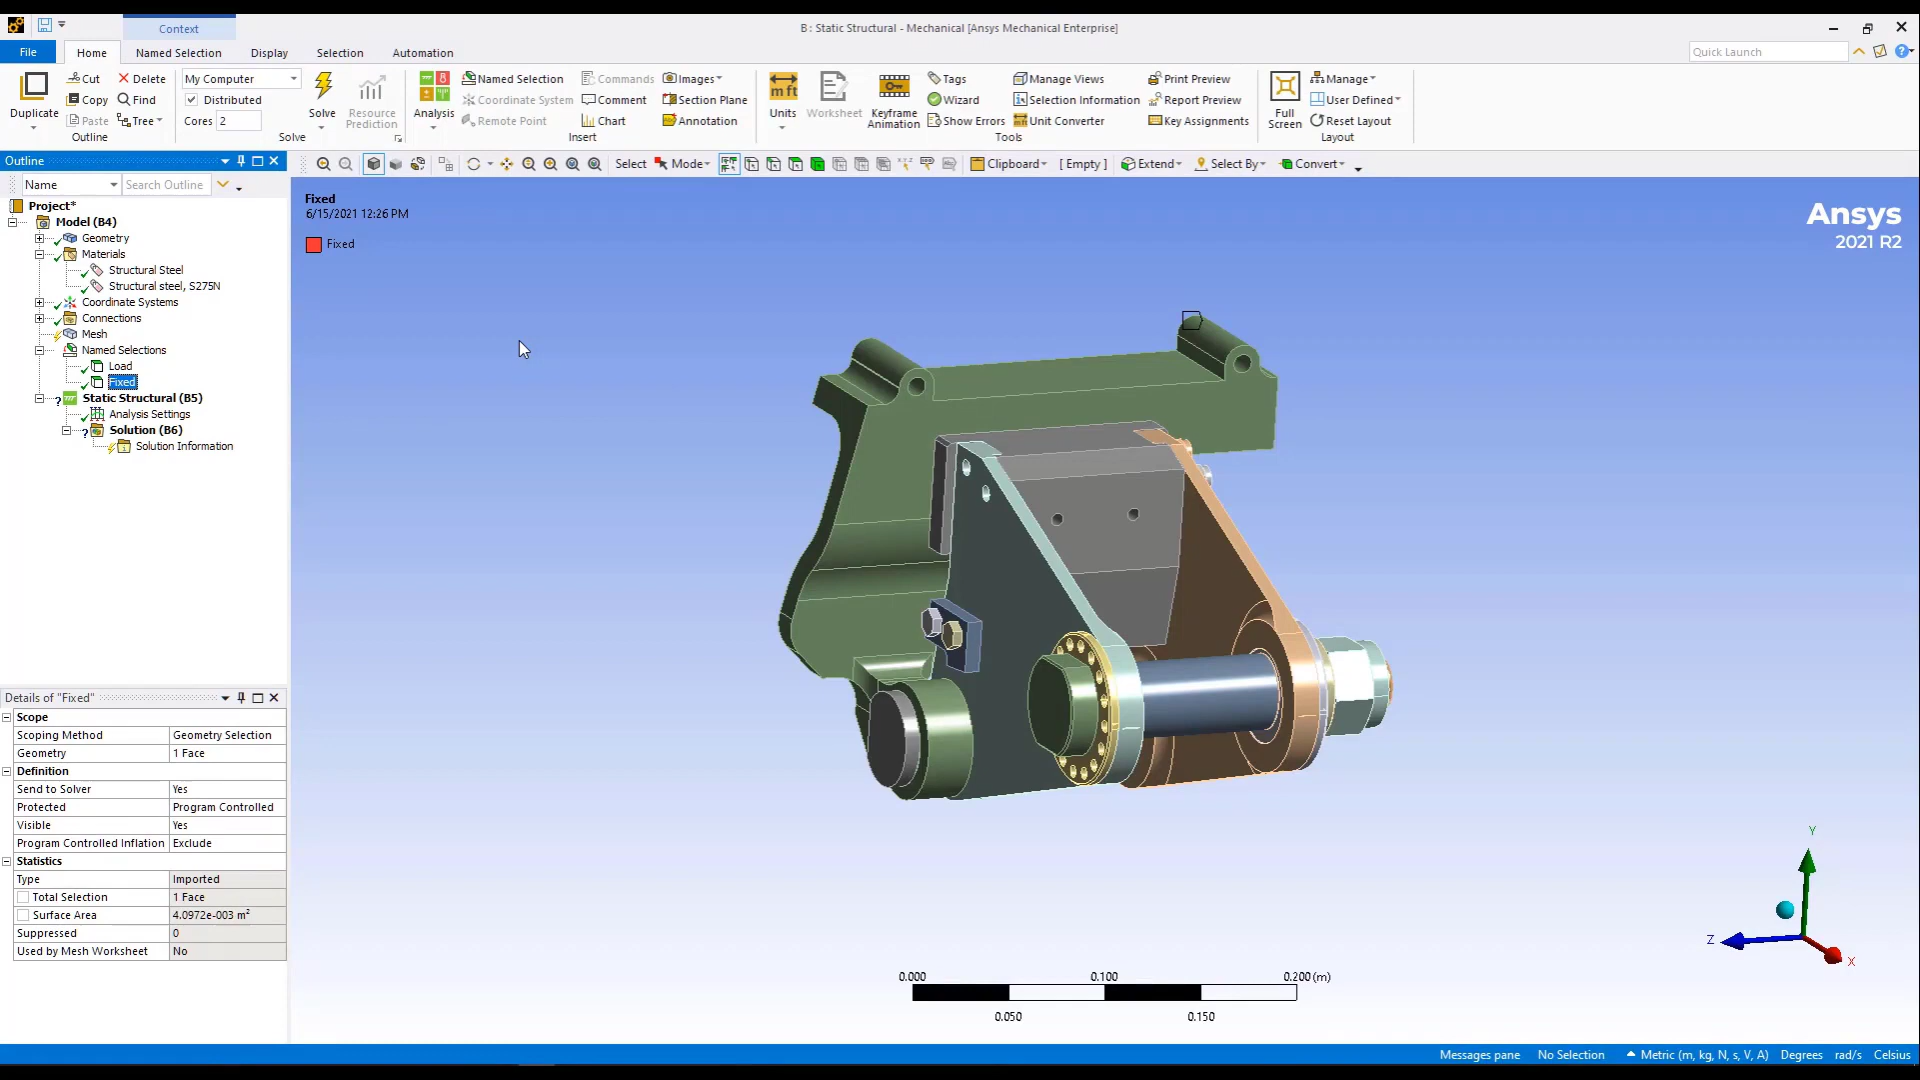 Context
B : Static Structural - Mechanical [Ansys Mechanical Enterprise]
File Home Named Selection Display Selection Automation
Quick Launch
Duplicate
Cut
Copy
Paste
Delete
Find
Tree
Outline
My Computer
Distributed
Cores 2
Solve
Resource
Prediction
Solve
Analysis
Named Selection
Coordinate System
Remote Point
Commands
Comment
Chart
Images
Section Plane
Annotation
Insert
Units
Worksheet
Keyframe
Animation
Tags
Wizard
Show Errors
Manage Views
Selection Information
Unit Converter
Print Preview
Report Preview
Key Assignments
Tools
Full
Screen
Manage
User Defined
Reset Layout
Layout
Outline
Select Mode Clipboard [ Empty ] Extend Select By Convert
Name Search Outline
Project*
Model (B4)
Geometry
Materials
Structural Steel
Structural steel, S275N
Coordinate Systems
Connections
Mesh
Named Selections
Load
Fixed
Static Structural (B5)
Analysis Settings
Solution (B6)
Solution Information
Details of "Fixed"
Scope
Scoping Method Geometry Selection
Geometry 1 Face
Definition
Send to Solver Yes
Protected Program Controlled
Visible Yes
Program Controlled Inflation Exclude
Statistics
Type Imported
Total Selection 1 Face
Surface Area 4.0972e-003 m²
Suppressed 0
Used by Mesh Worksheet No
Fixed
6/15/2021 12:26 PM
Fixed
Ansys
2021 R2
Y
Z
X
0.000 0.100 0.200 (m)
0.050 0.150
Messages pane No Selection Metric (m, kg, N, s, V, A) Degrees rad/s Celsius